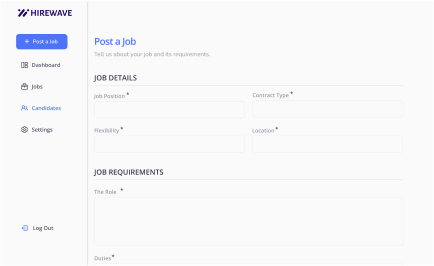 HIREWAVE
+ Post a Job
Dashboard
Jobs
Candidates
Settings
Log Out
Post a Job
Tell us about your job and its requirements.
JOB DETAILS
Job Position *
Contract Type *
Flexibility *
Location *
JOB REQUIREMENTS
The Role *
Duties *